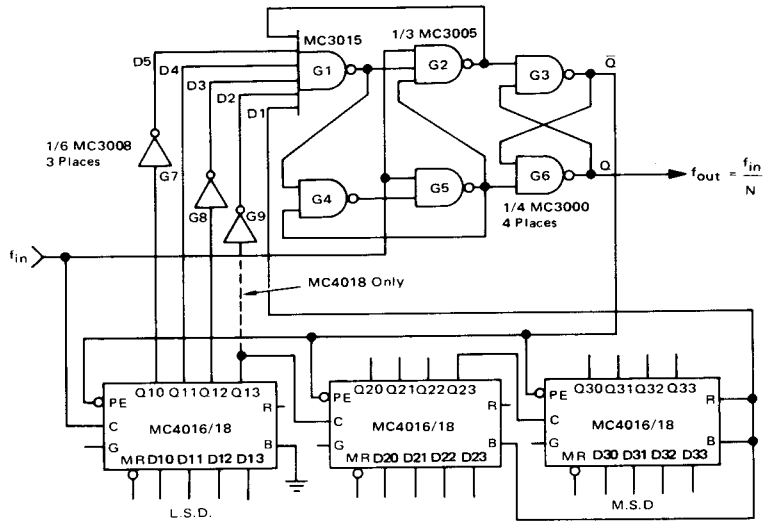 MC3015
1/3 MC3005
D5
D4
D3
D2
D1
G1
G2
G3
Q̅
1/6 MC3008
3 Places
G7
G8
G9
G4
G5
G6
Q
1/4 MC3000
4 Places
fout = fin
N
fin
MC4018 Only
Q10 Q11 Q12 Q13
PE
R
C
MC4016/18
G
B
MR D10 D11 D12 D13
L.S.D.
Q20 Q21 Q22 Q23
PE
R
C
MC4016/18
G
B
MR D20 D21 D22 D23
Q30 Q31 Q32 Q33
PE
R
C
MC4016/18
G
B
MR D30 D31 D32 D33
M.S.D